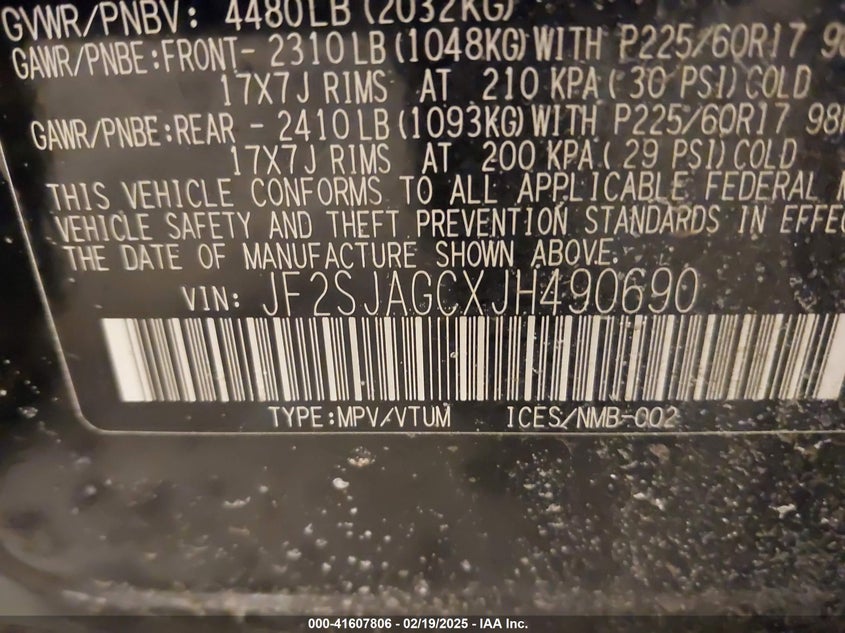 GVWR/PNBV: 4480LB (2032KG)
GAWR/PNBE:FRONT- 2310LB(1048KG)WITH P225/60R17
17X7J RIMS AT 210 KPA( 30 PSI)COLD
GAWR/PNBE:REAR - 2410LB(1093KG)WITH P225/60R17
17X7J RIMS AT 200 KPA( 29 PSI)COLD
THIS VEHICLE CONFORMS TO ALL APPLICABLE FEDERAL
VEHICLE SAFETY AND THEFT PREVENTION STANDARDS IN EFFEC
THE DATE OF MANUFACTURE SHOWN ABOVE.
VIN: JF2SJAGCXJH490690
TYPE:MPV/VTUM ICES/NMB-002
000-41607806 - 02/19/2025 - IAA Inc.